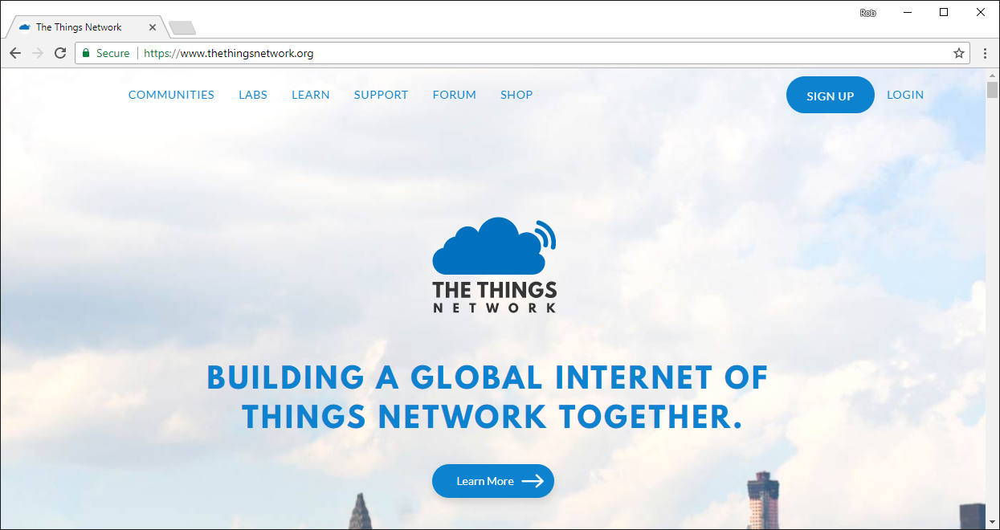 Rob
The Things Network
Secure
https://www.thethingsnetwork.org
COMMUNITIES LABS LEARN SUPPORT FORUM SHOP SIGN UP LOGIN
THE THINGS
NETWORK
BUILDING A GLOBAL INTERNET OF
THINGS NETWORK TOGETHER.
Learn More